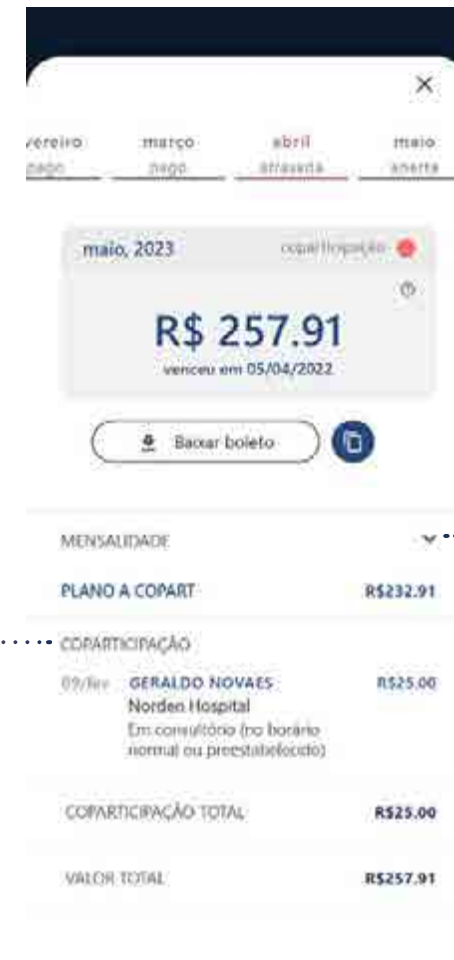 vereiro março abril maio
pago pago atrasada aberta
maio, 2023 coparticipação
R$ 257.91
venceu em 05/04/2022
Baixar boleto
MENSALIDADE
PLANO A COPART R$232.91
COPARTICIPAÇÃO
09/fev GERALDO NOVAES R$25.00
Norden Hospital
Em consultório (no horário
normal ou preestabelecido)
COPARTICIPAÇÃO TOTAL R$25.00
VALOR TOTAL R$257.91